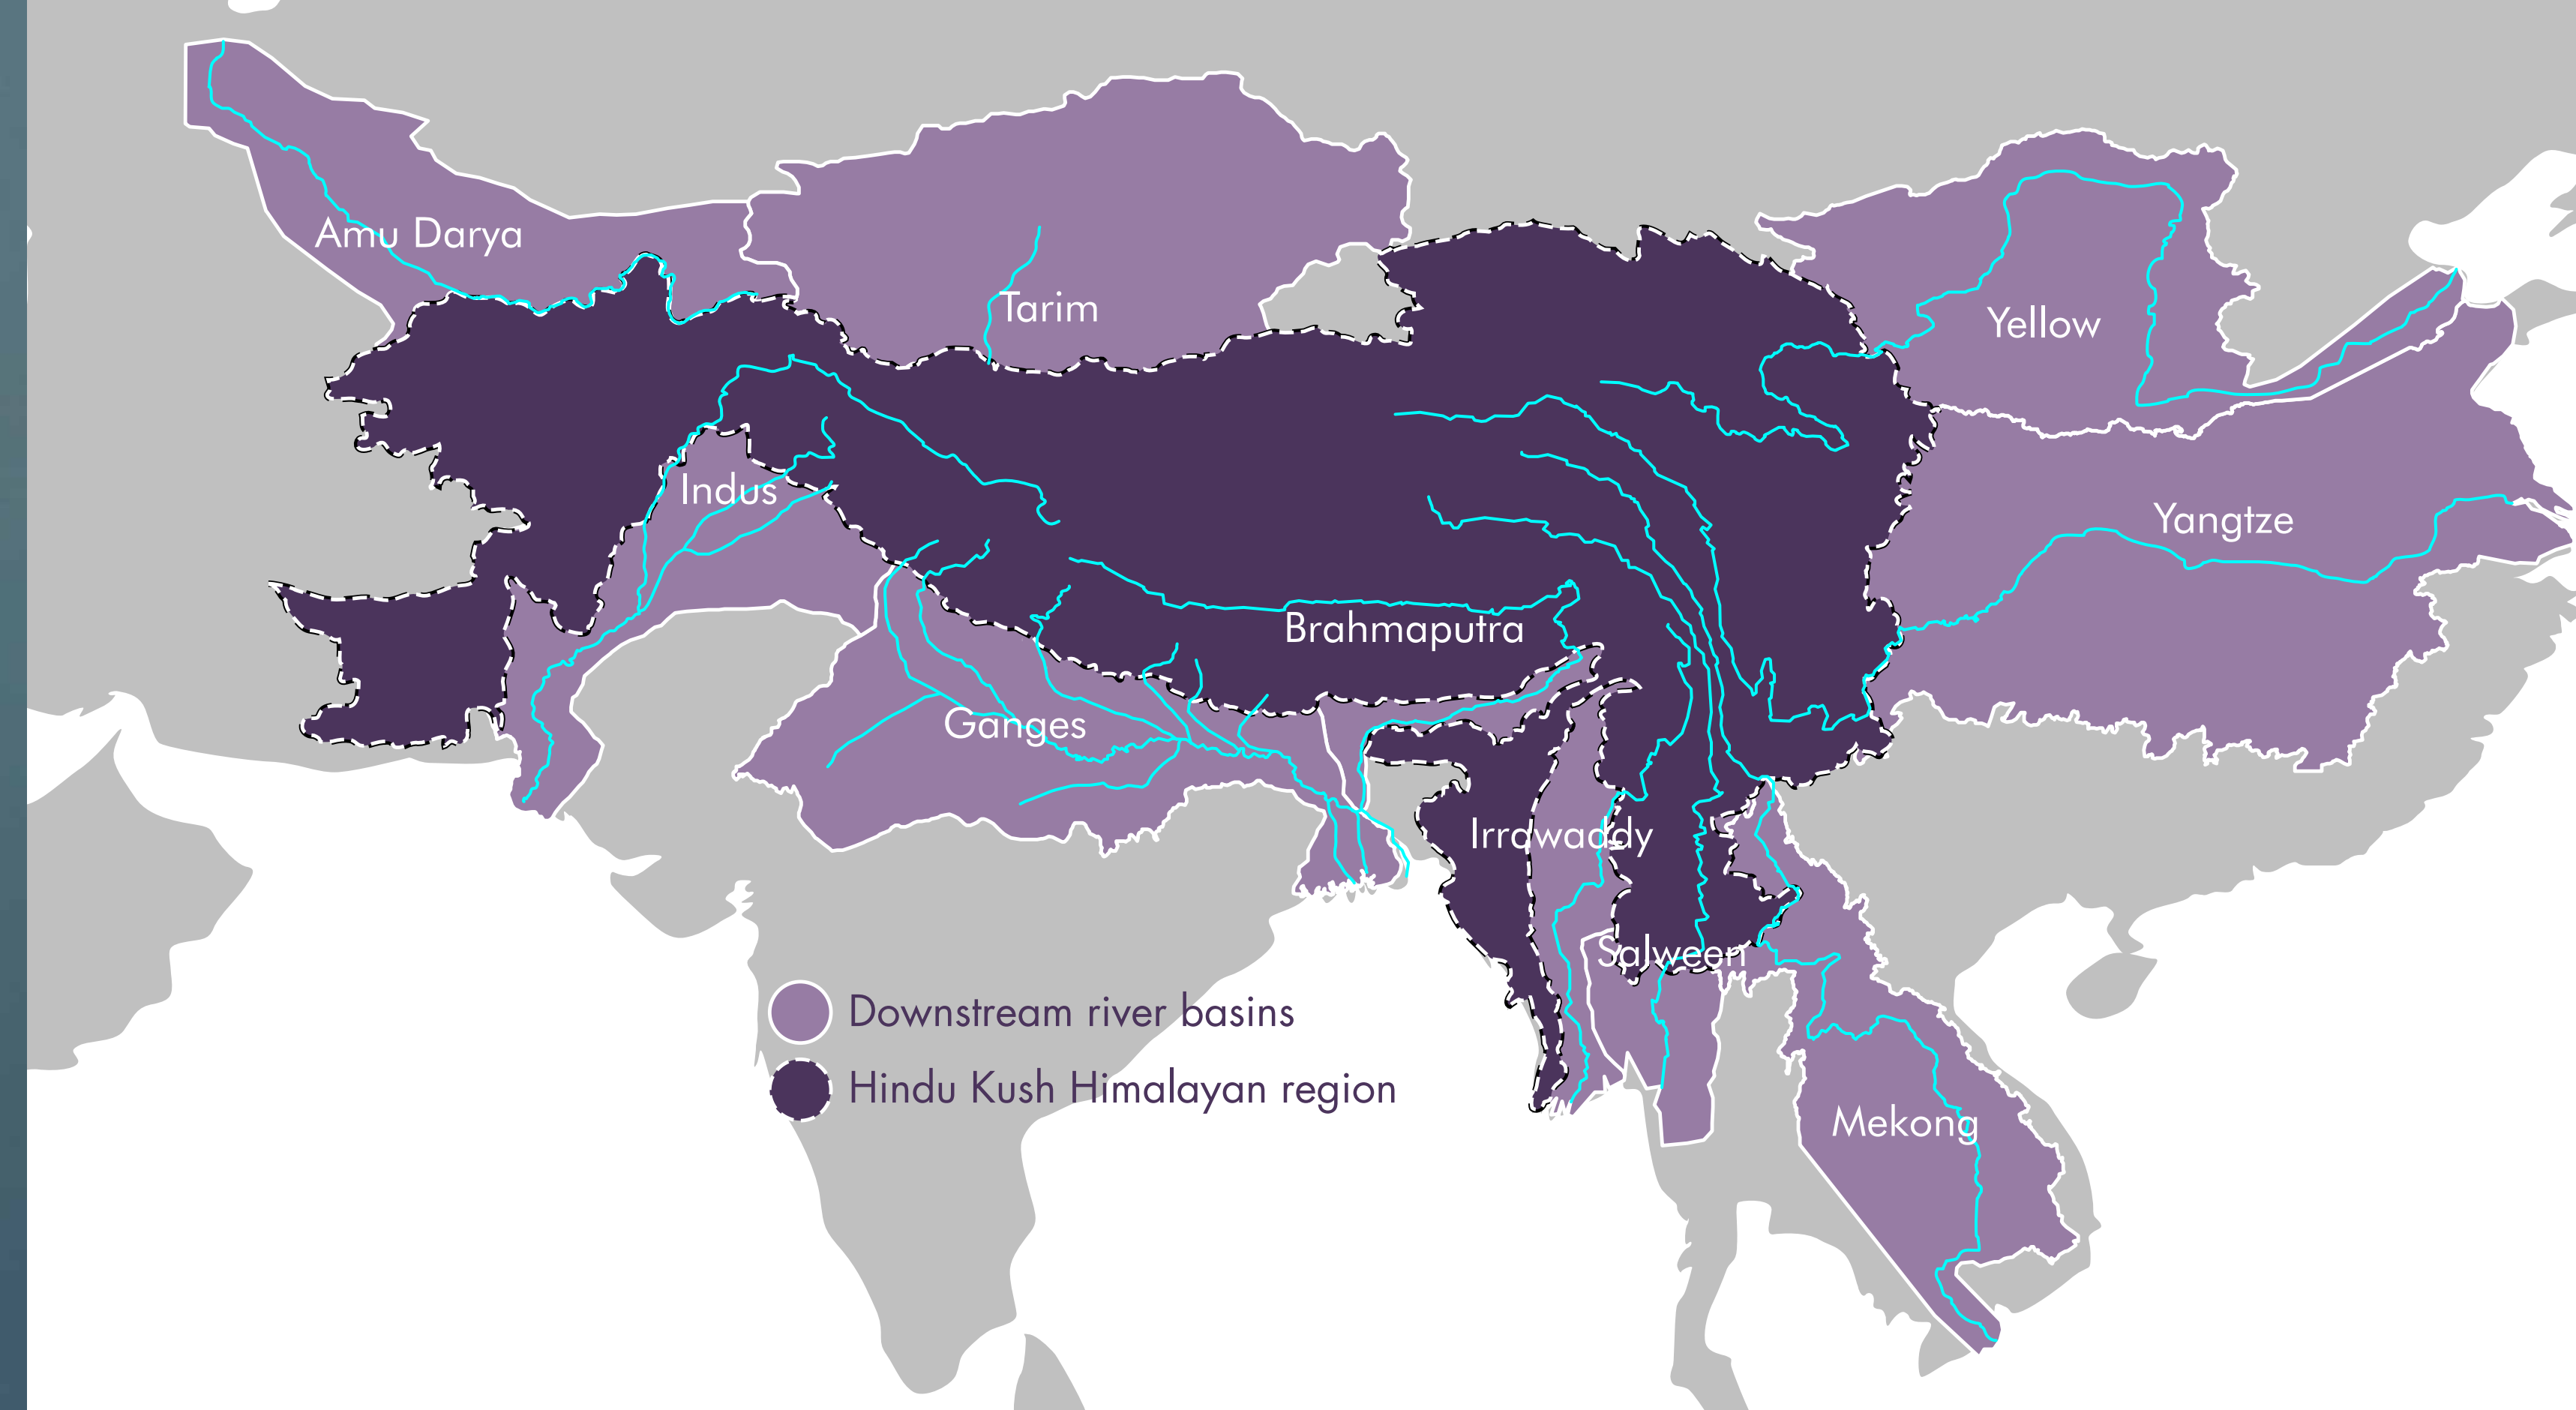 Amu Darya
Tarim
Yellow
Indus
Yangtze
Brahmaputra
Ganges
Irrawaddy
Salween
Downstream river basins
Hindu Kush Himalayan region
Mekong